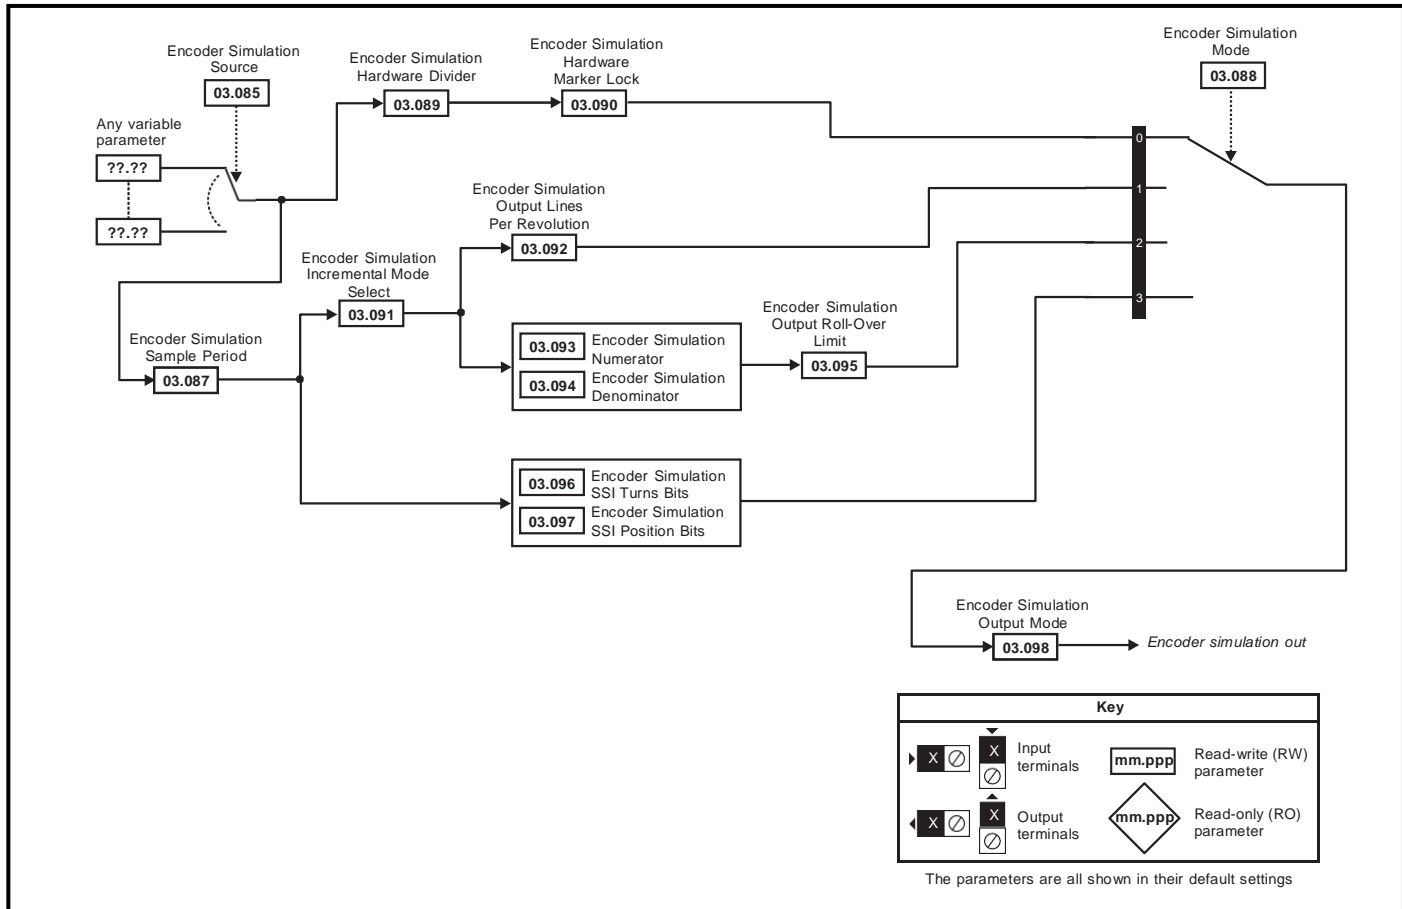 Encoder Simulation
Source
03.085
Any variable
parameter
??.??
??.??
Encoder Simulation
Hardware Divider
03.089
Encoder Simulation
Hardware
Marker Lock
03.090
Encoder Simulation
Mode
03.088
0
1
2
3
Encoder Simulation
Output Lines
Per Revolution
03.092
Encoder Simulation
Incremental Mode
Select
03.091
Encoder Simulation
Sample Period
03.087
03.093
Encoder Simulation
Numerator
03.094
Encoder Simulation
Denominator
Encoder Simulation
Output Roll-Over
Limit
03.095
03.096
Encoder Simulation
SSI Turns Bits
03.097
Encoder Simulation
SSI Position Bits
Encoder Simulation
Output Mode
03.098
Encoder simulation out
Key
X
X
Input
terminals
mm.ppp
Read-write (RW)
parameter
X
X
Output
terminals
mm.ppp
Read-only (RO)
parameter
The parameters are all shown in their default settings